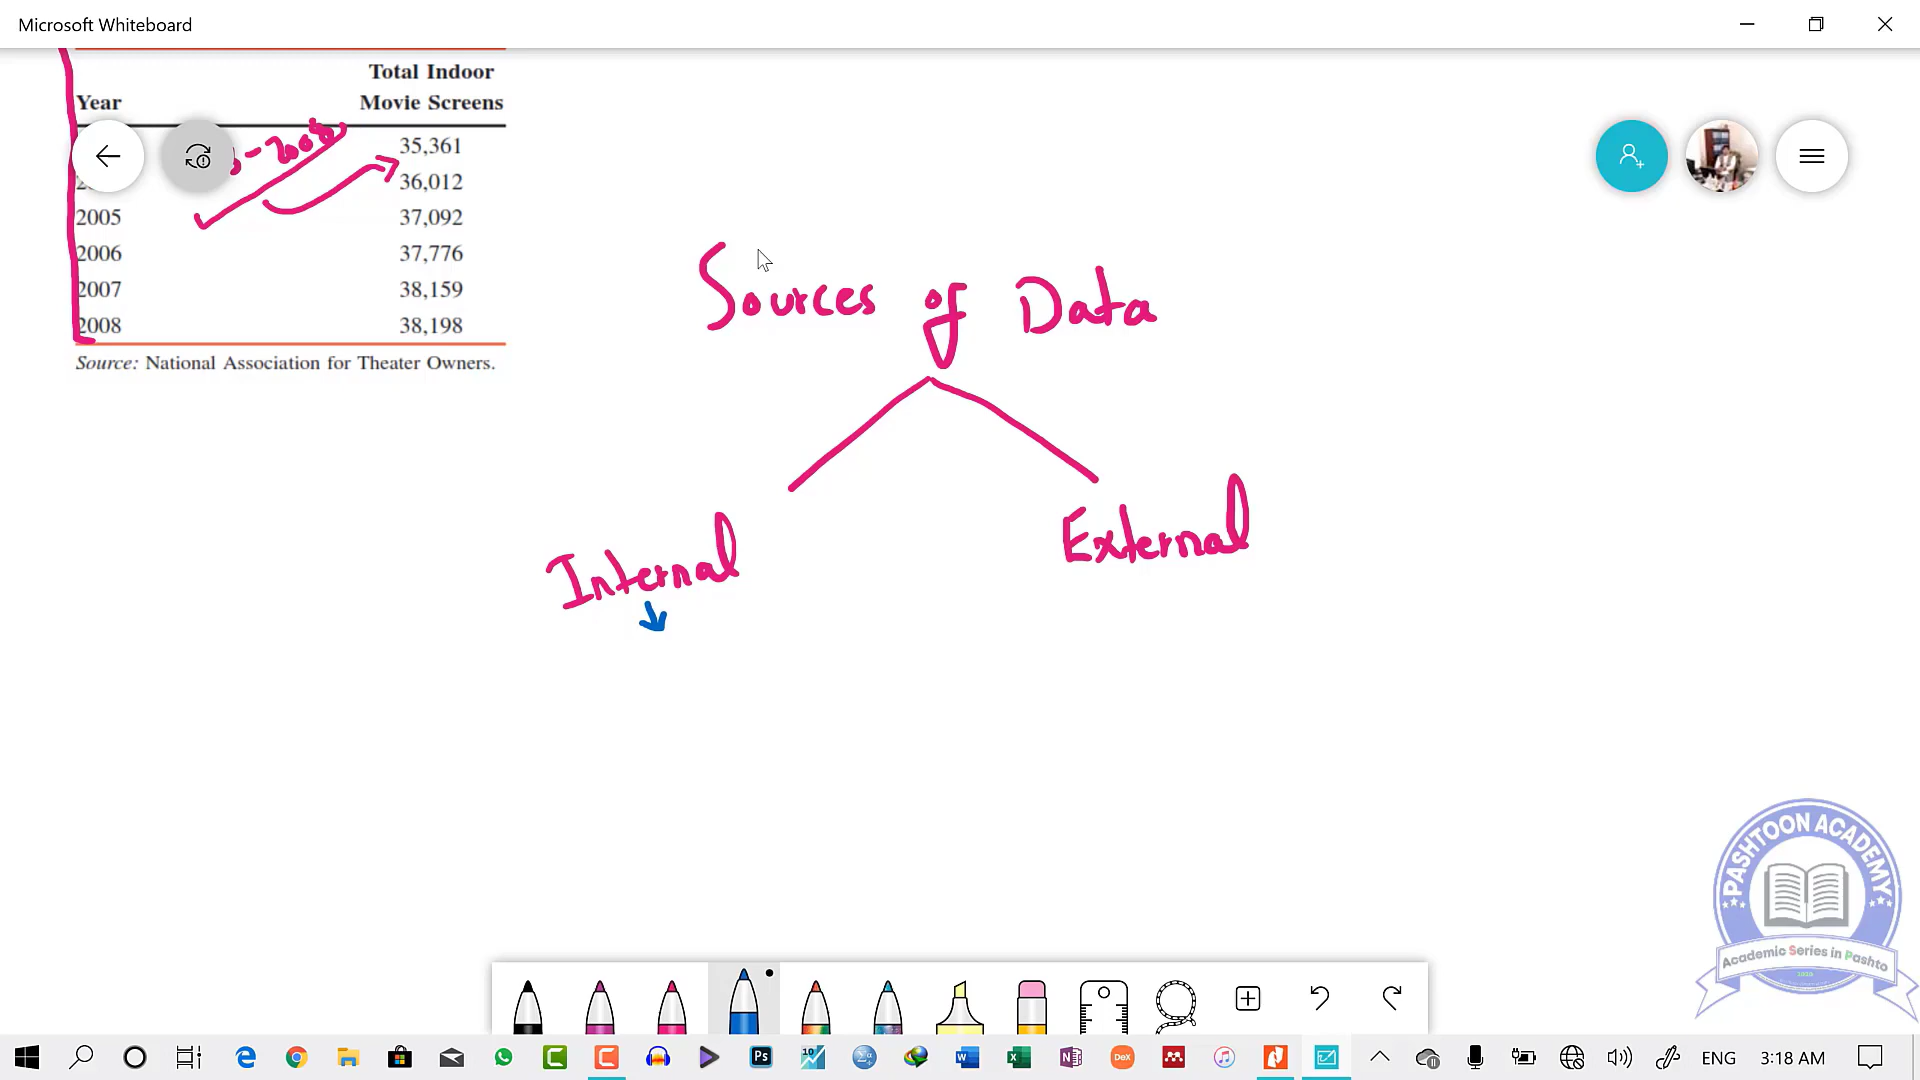 Microsoft Whiteboard
Total Indoor
Year Movie Screens
-2008
35,361
36,012
2005 37,092
2006 37,776
2007 38,159
2008 38,198
Source: National Association for Theater Owners.
Sources of Data
Internal External
PASHTOON ACADEMY
Academic Series in Pashto
ENG 3:18 AM